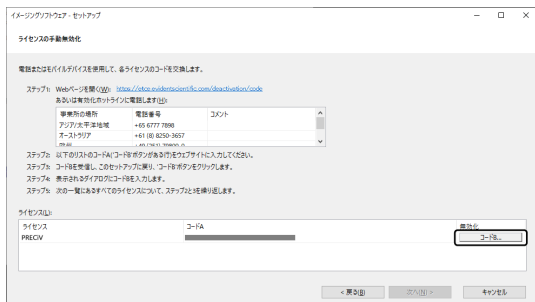 イメージングソフトウェア - セットアップ
ライセンスの手動無効化
電話またはモバイルデバイスを使用して、各ライセンスのコードを交換します。
ステップ1: Webページを開く(W): https://etce.evidentscientific.com/deactivation/code
あるいは有効化ホットラインに電話します(H):
事業所の場所 電話番号 コメント
アジア/太平洋地域 +65 6777 7898
オーストラリア +61 (8) 8250-3657
欧州 +49 (251) 79800-0
ステップ2: 以下のリストのコードA('コードB'ボタンがある行)をウェブサイトに入力してください。
ステップ3: コードBを受信し、このセットアップに戻り、'コードB'ボタンをクリックします。
ステップ4: 表示されるダイアログにコードBを入力します。
ステップ5: 次の一覧にあるすべてのライセンスについて、ステップ2と3を繰り返します。
ライセンス(L):
ライセンス コードA 無効化
PRECiV コードB...
< 戻る(B) 次へ(N) > キャンセル